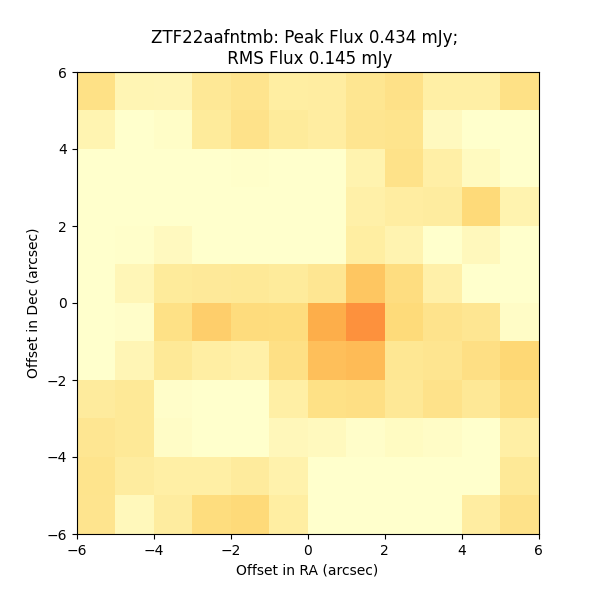 ZTF22aafntmb: Peak Flux 0.434 mJy;
RMS Flux 0.145 mJy
6
4
2
0
−2
−4
−6
Offset in Dec (arcsec)
−6 −4 −2 0 2 4 6
Offset in RA (arcsec)